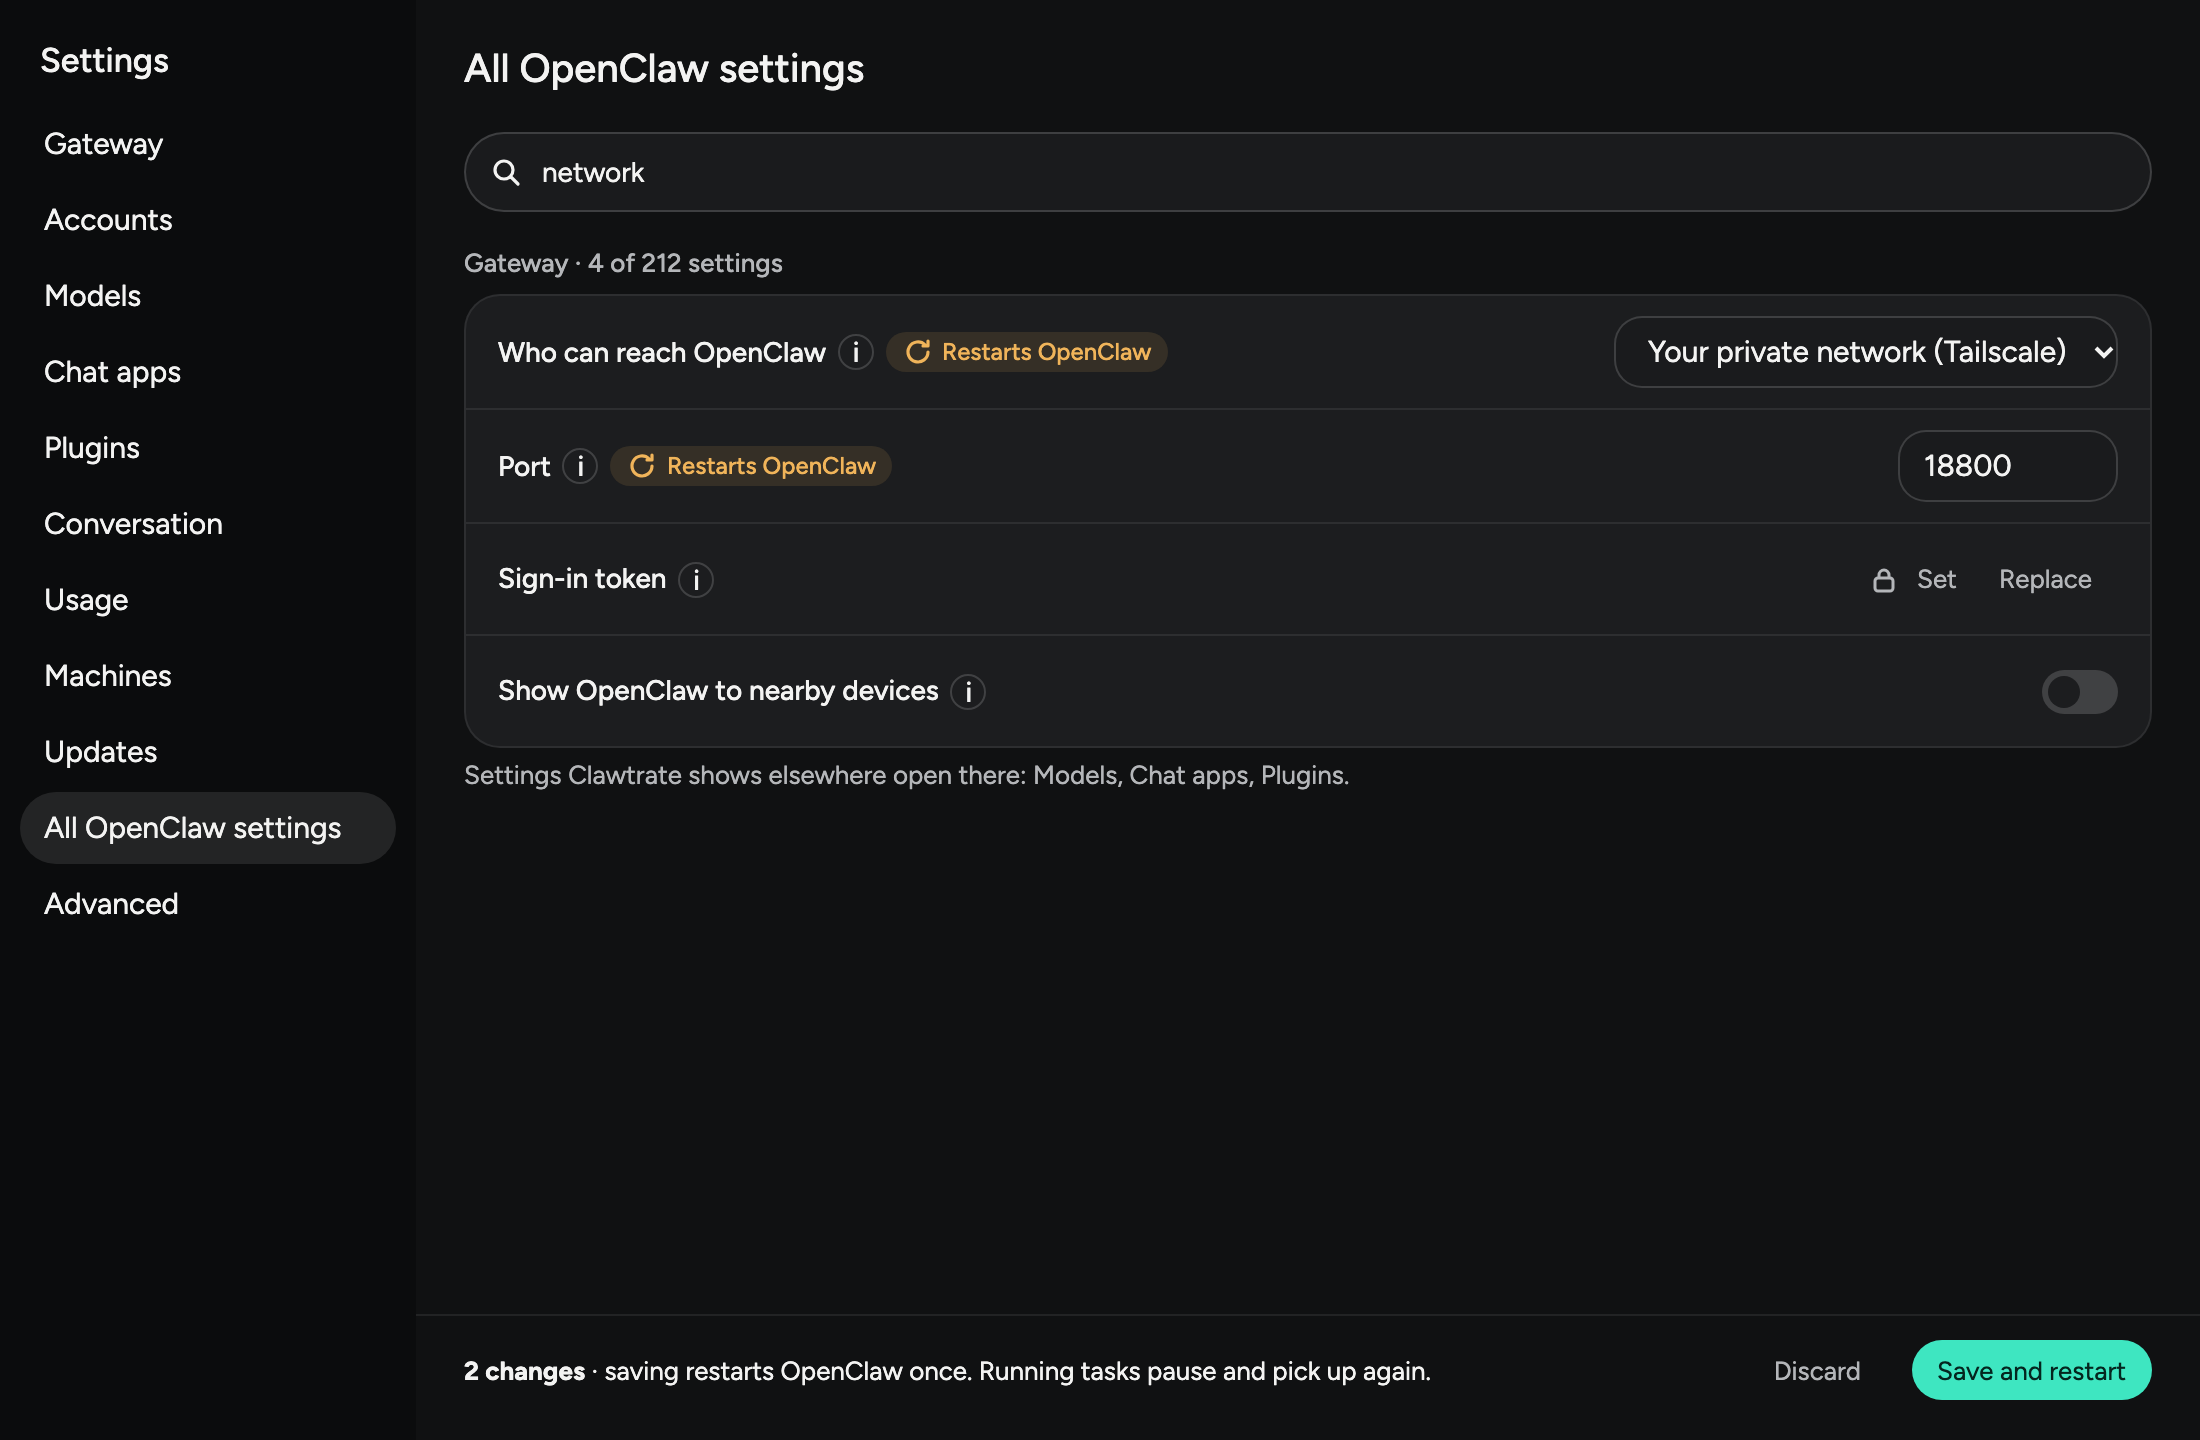 Settings
Gateway
Accounts
Models
Chat apps
Plugins
Conversation
Usage
Machines
Updates
All OpenClaw settings
Advanced
All OpenClaw settings
network
Gateway · 4 of 212 settings
Who can reach OpenClaw i Restarts OpenClaw Your private network (Tailscale)
Port i Restarts OpenClaw 18800
Sign-in token i Set Replace
Show OpenClaw to nearby devices i
Settings Clawtrate shows elsewhere open there: Models, Chat apps, Plugins.
2 changes · saving restarts OpenClaw once. Running tasks pause and pick up again. Discard Save and restart